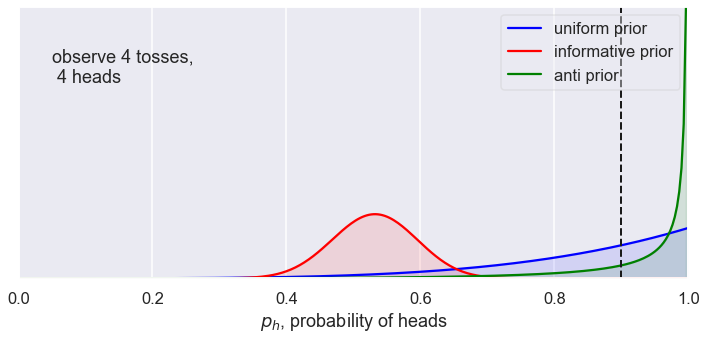 observe 4 tosses,
4 heads
uniform prior
informative prior
anti prior
0.0 0.2 0.4 0.6 0.8 1.0
p_h, probability of heads